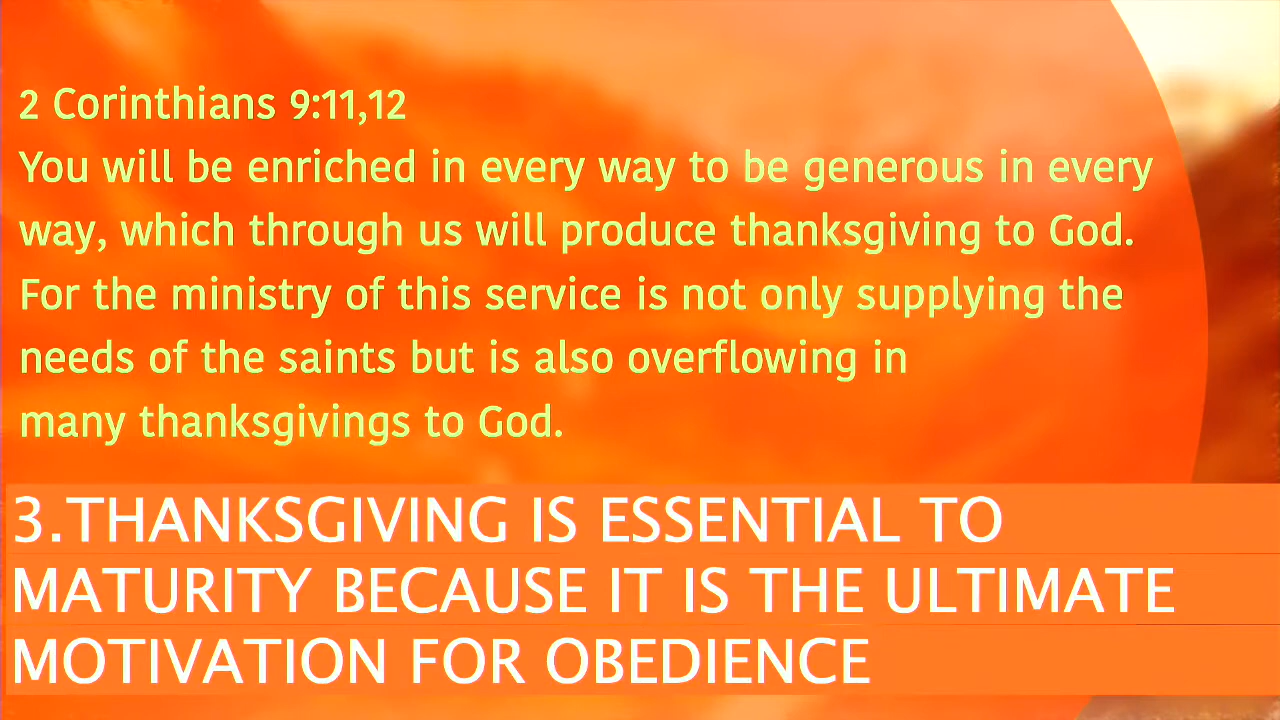 2 Corinthians 9:11,12
You will be enriched in every way to be generous in every
way, which through us will produce thanksgiving to God.
For the ministry of this service is not only supplying the
needs of the saints but is also overflowing in
many thanksgivings to God.
3.THANKSGIVING IS ESSENTIAL TO
MATURITY BECAUSE IT IS THE ULTIMATE
MOTIVATION FOR OBEDIENCE